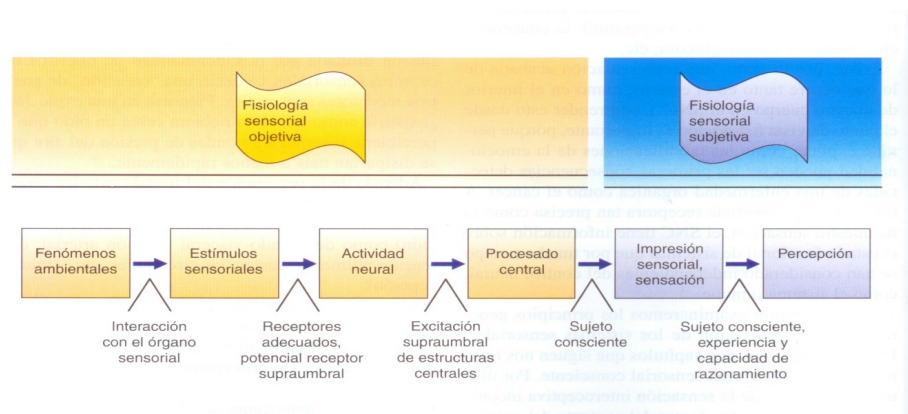 Fisiología
sensorial
objetiva
Fisiología
sensorial
subjetiva
Fenómenos
ambientales
Estímulos
sensoriales
Actividad
neural
Procesado
central
Impresión
sensorial,
sensación
Percepción
Interacción
con el órgano
sensorial
Receptores
adecuados,
potencial receptor
supraumbral
Excitación
supraumbral
de estructuras
centrales
Sujeto
consciente
Sujeto consciente,
experiencia y
capacidad de
razonamiento